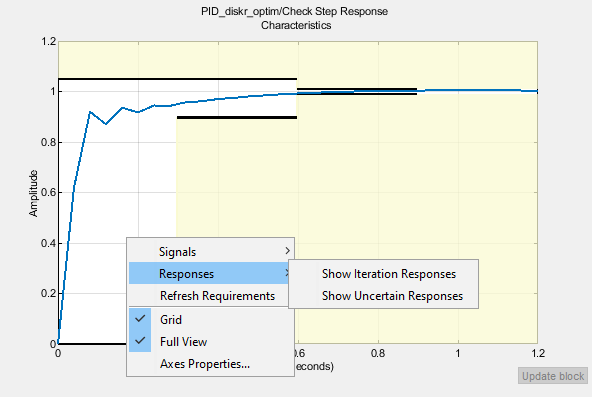 PID_diskr_optim/Check Step Response
Characteristics
1.2
1
0.8
0.6
0.4
0.2
0
Amplitude
Signals
Responses
Refresh Requirements
Grid
Full View
Axes Properties...
Show Iteration Responses
Show Uncertain Responses
0
0.6
0.8
1
1.2
econds)
Update block